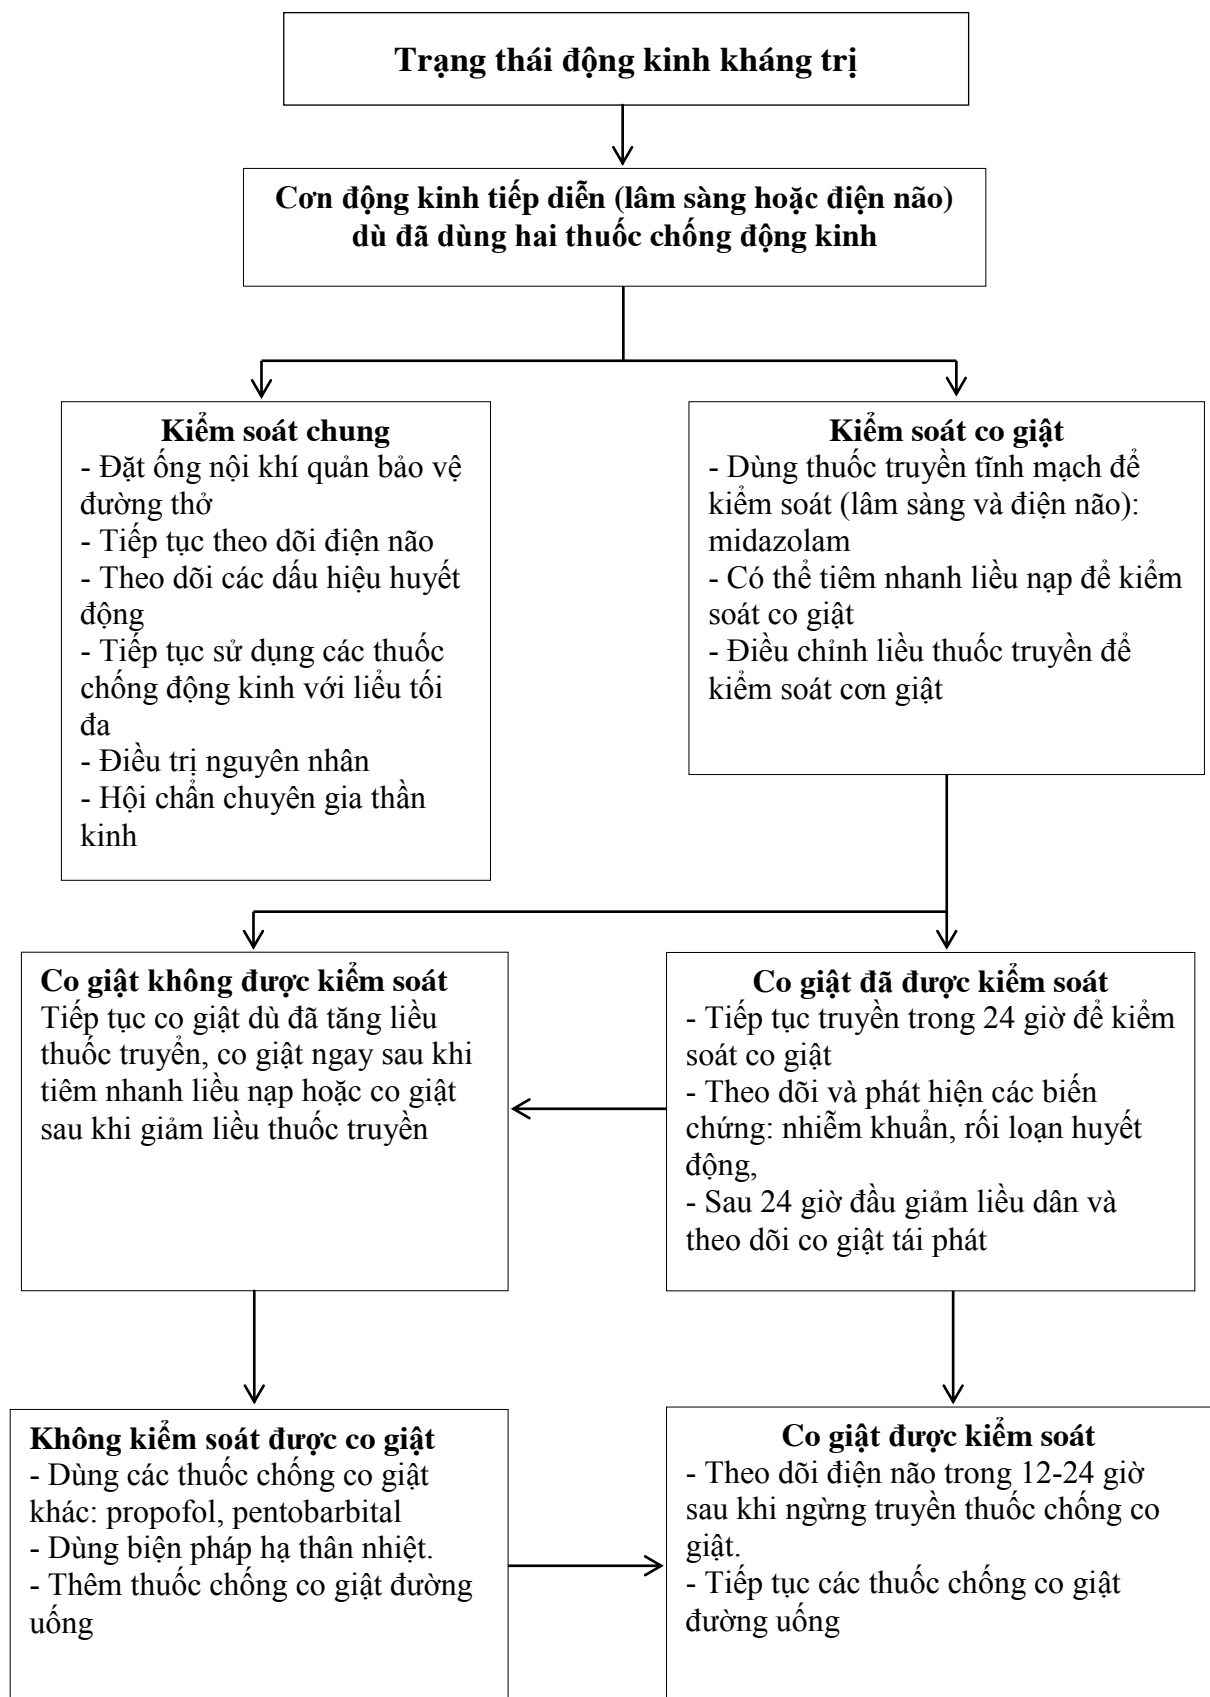 Trạng thái động kinh kháng trị
Cơn động kinh tiếp diễn (lâm sàng hoặc điện não)
dù đã dùng hai thuốc chống động kinh
Kiểm soát chung
- Đặt ống nội khí quản bảo vệ
đường thở
- Tiếp tục theo dõi điện não
- Theo dõi các dấu hiệu huyết
động
- Tiếp tục sử dụng các thuốc
chống động kinh với liểu tối
đa
- Điều trị nguyên nhân
- Hội chẩn chuyên gia thần
kinh
Kiểm soát co giật
- Dùng thuốc truyền tĩnh mạch để
kiểm soát (lâm sàng và điện não):
midazolam
- Có thể tiêm nhanh liều nạp để kiểm
soát co giật
- Điều chỉnh liều thuốc truyền để
kiểm soát cơn giật
Co giật không được kiểm soát
Tiếp tục co giật dù đã tăng liều
thuốc truyển, co giật ngay sau khi
tiêm nhanh liều nạp hoặc co giật
sau khi giảm liều thuốc truyền
Co giật đã được kiểm soát
- Tiếp tục truyền trong 24 giờ để kiểm
soát co giật
- Theo dõi và phát hiện các biến
chứng: nhiễm khuẩn, rối loạn huyết
động,
- Sau 24 giờ đầu giảm liều dân và
theo dõi co giật tái phát
Không kiểm soát được co giật
- Dùng các thuốc chống co giật
khác: propofol, pentobarbital
- Dùng biện pháp hạ thân nhiệt.
- Thêm thuốc chống co giật đường
uống
Co giật được kiểm soát
- Theo dõi điện não trong 12-24 giờ
sau khi ngừng truyền thuốc chống co
giật.
- Tiếp tục các thuốc chống co giật
đường uống